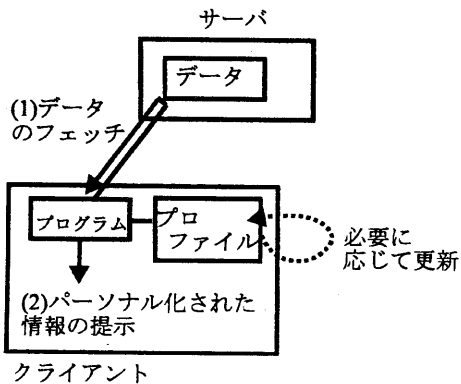 サーバ
データ
(1)データ
のフェッチ
プログラム
プロ
ファイル
必要に
応じて更新
(2)パーソナル化された
情報の提示
クライアント